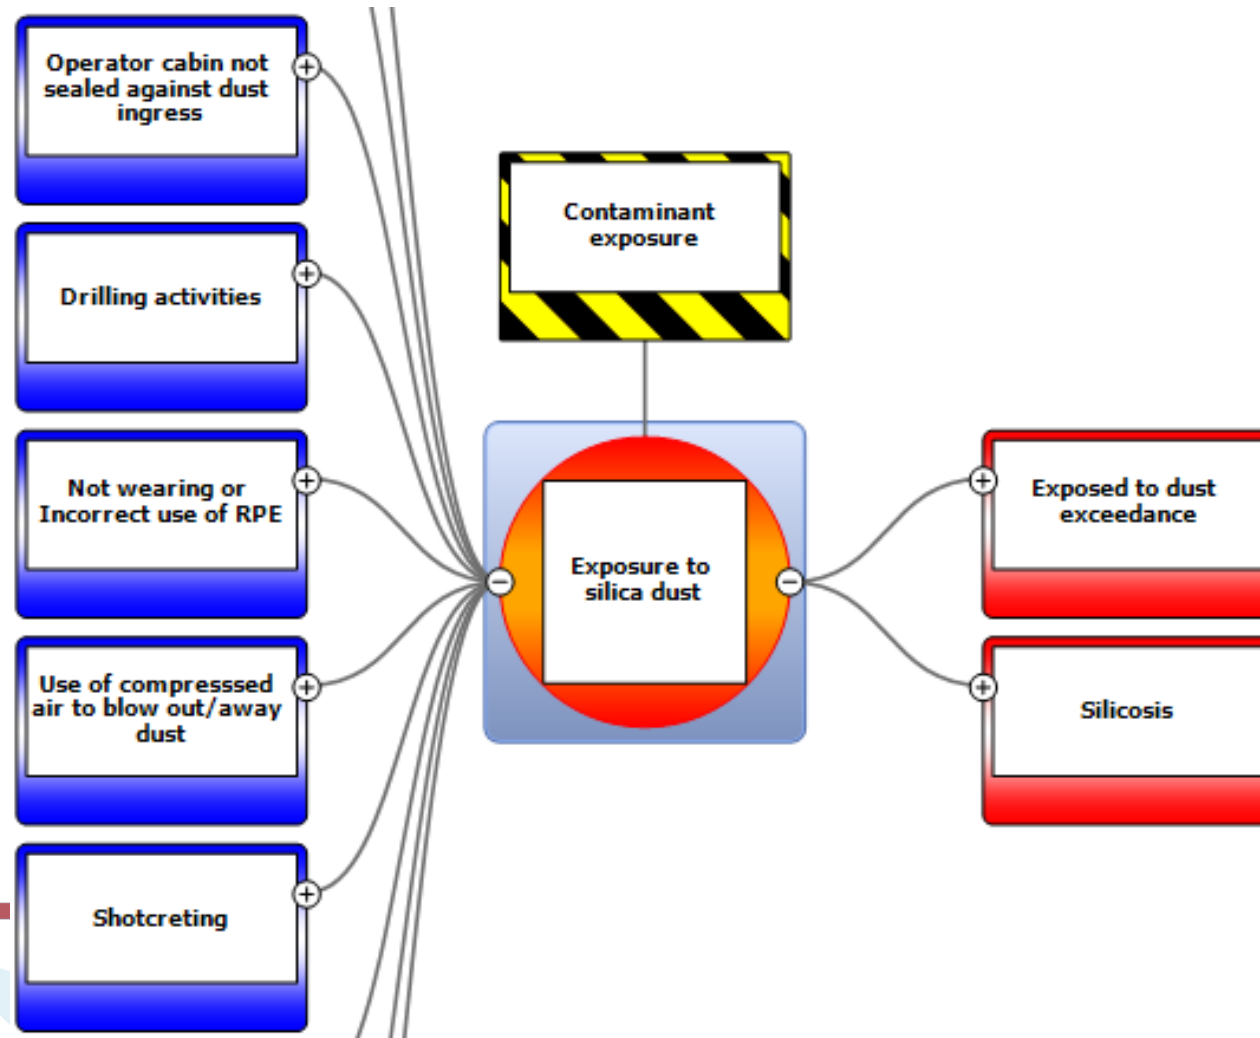 Operator cabin not
sealed against dust
ingress
Drilling activities
Not wearing or
Incorrect use of RPE
Use of compresssed
air to blow out/away
dust
Shotcreting
Contaminant
exposure
Exposure to
silica dust
Exposed to dust
exceedance
Silicosis